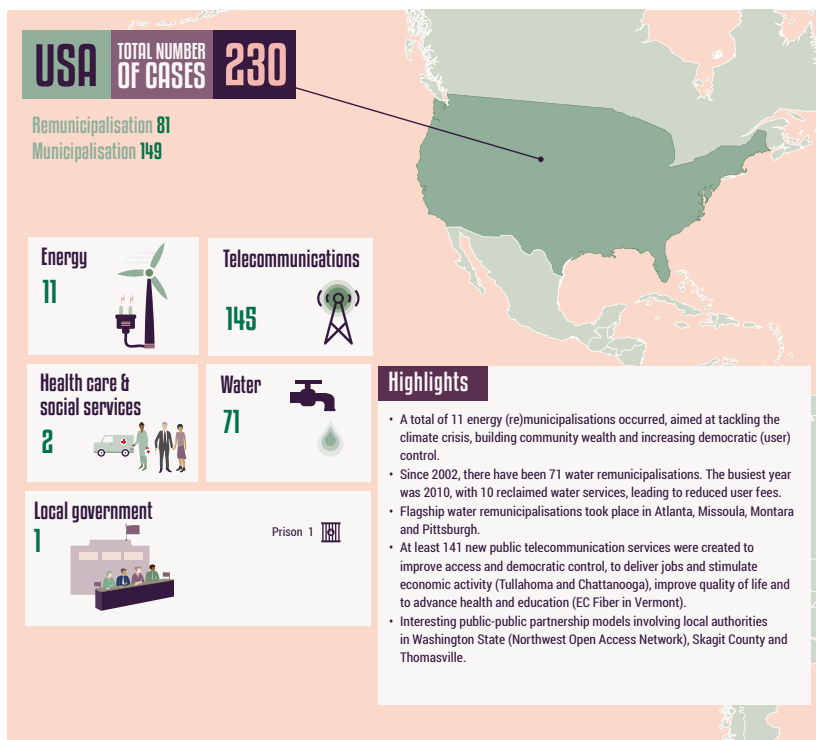 USA
TOTAL NUMBER
OF CASES
230
Remunicipalisation 81
Municipalisation 149
Energy
11
Telecommunications
145
Health care &
social services
2
Water
71
Local government
1
Prison 1
Highlights
• A total of 11 energy (re)municipalisations occurred, aimed at tackling the
climate crisis, building community wealth and increasing democratic (user)
control.
• Since 2002, there have been 71 water remunicipalisations. The busiest year
was 2010, with 10 reclaimed water services, leading to reduced user fees.
• Flagship water remunicipalisations took place in Atlanta, Missoula, Montara
and Pittsburgh.
• At least 141 new public telecommunication services were created to
improve access and democratic control, to deliver jobs and stimulate
economic activity (Tullahoma and Chattanooga), improve quality of life and
to advance health and education (EC Fiber in Vermont).
• Interesting public-public partnership models involving local authorities
in Washington State (Northwest Open Access Network), Skagit County and
Thomasville.